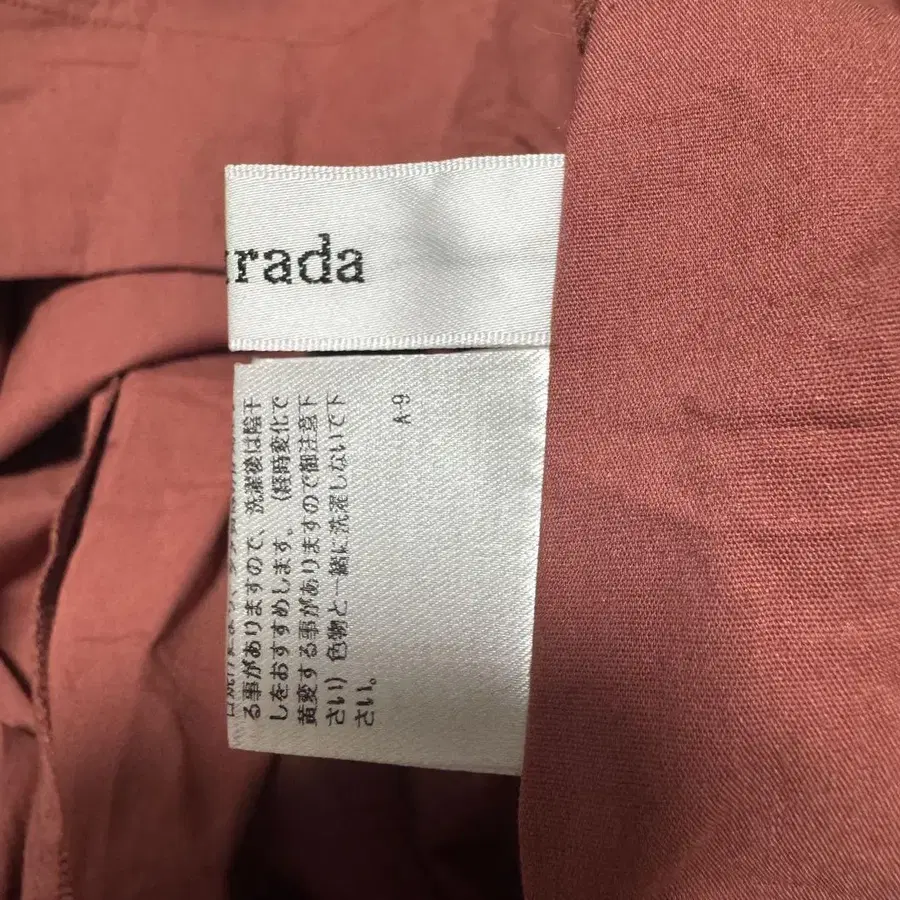 rada
る事がありますので、洗濯後は陰干
しをおすすめします。(経時変化で
黄変する事がありますので御注意下
さい) 色物と一緒に洗濯しないで下
さい。
A-9